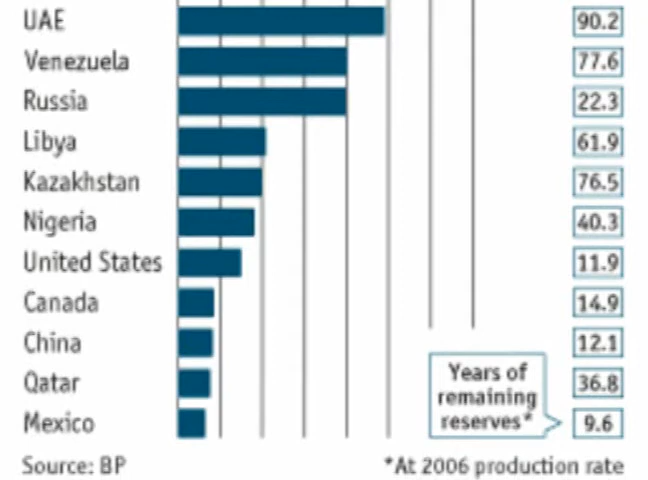 UAE 90.2
Venezuela 77.6
Russia 22.3
Libya 61.9
Kazakhstan 76.5
Nigeria 40.3
United States 11.9
Canada 14.9
China 12.1
Qatar 36.8
Years of
remaining
reserves*
Mexico 9.6
Source: BP *At 2006 production rate